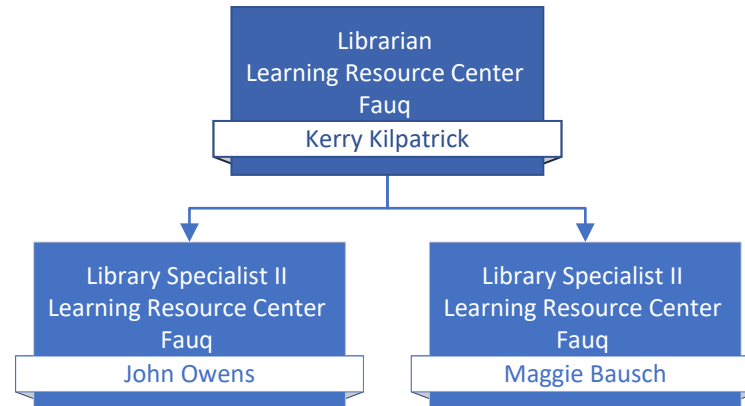 Librarian
Learning Resource Center
Fauq
Kerry Kilpatrick
Library Specialist II
Learning Resource Center
Fauq
John Owens
Library Specialist II
Learning Resource Center
Fauq
Maggie Bausch